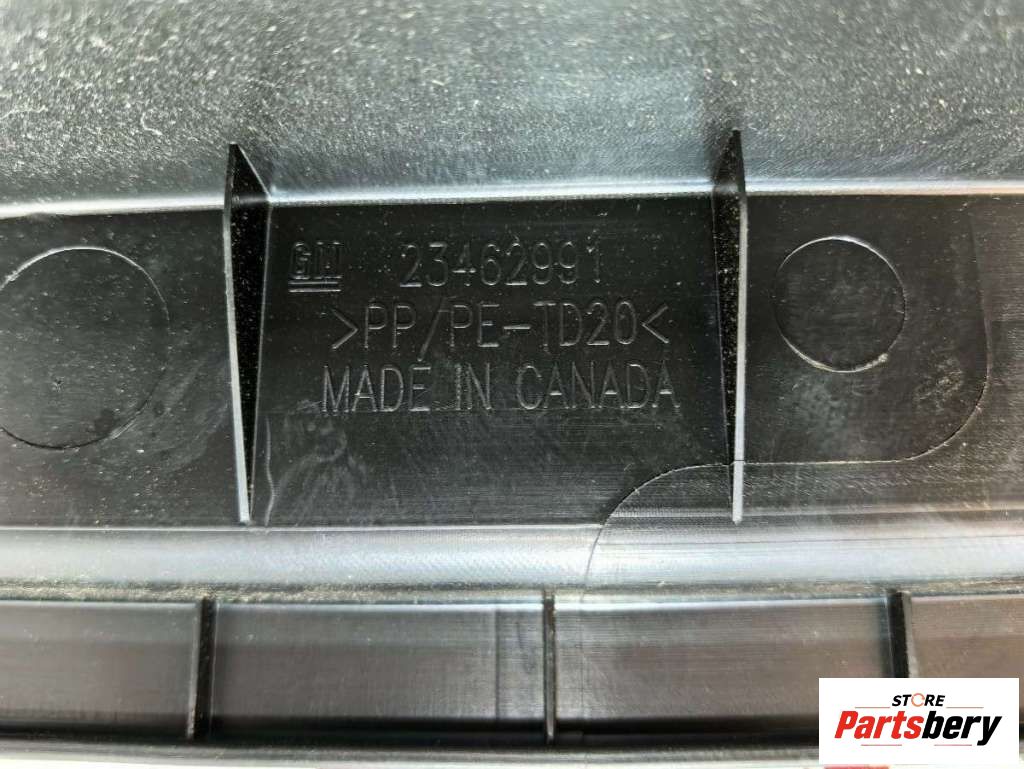 GM 23462991
>PP/PE-TD20<
MADE IN CANADA
STORE
Partsbery